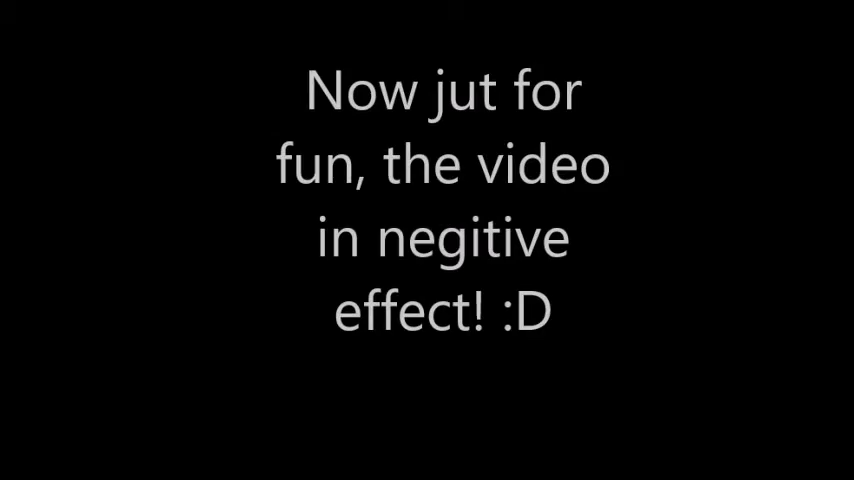 Now jut for
fun, the video
in negitive
effect! :D